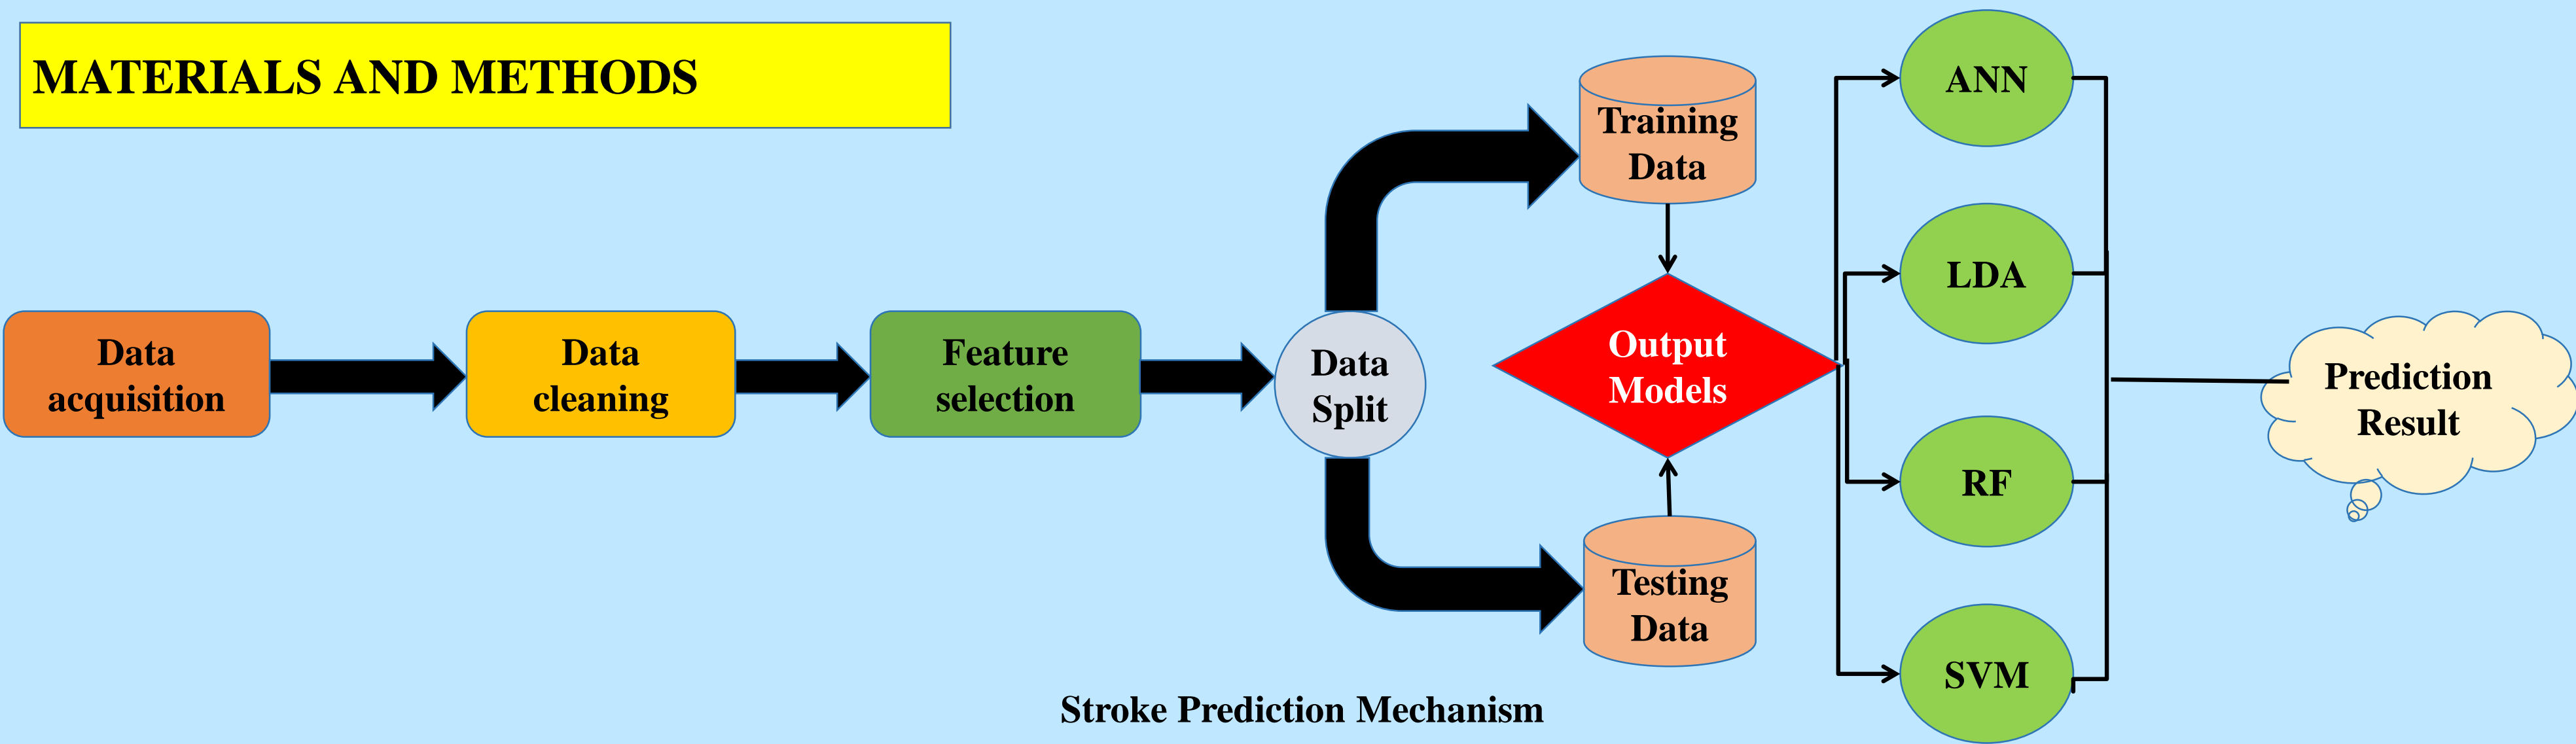 MATERIALS AND METHODS
Data
acquisition
Data
cleaning
Feature
selection
Data
Split
Training
Data
Output
Models
Testing
Data
ANN
LDA
RF
SVM
Prediction
Result
Stroke Prediction Mechanism